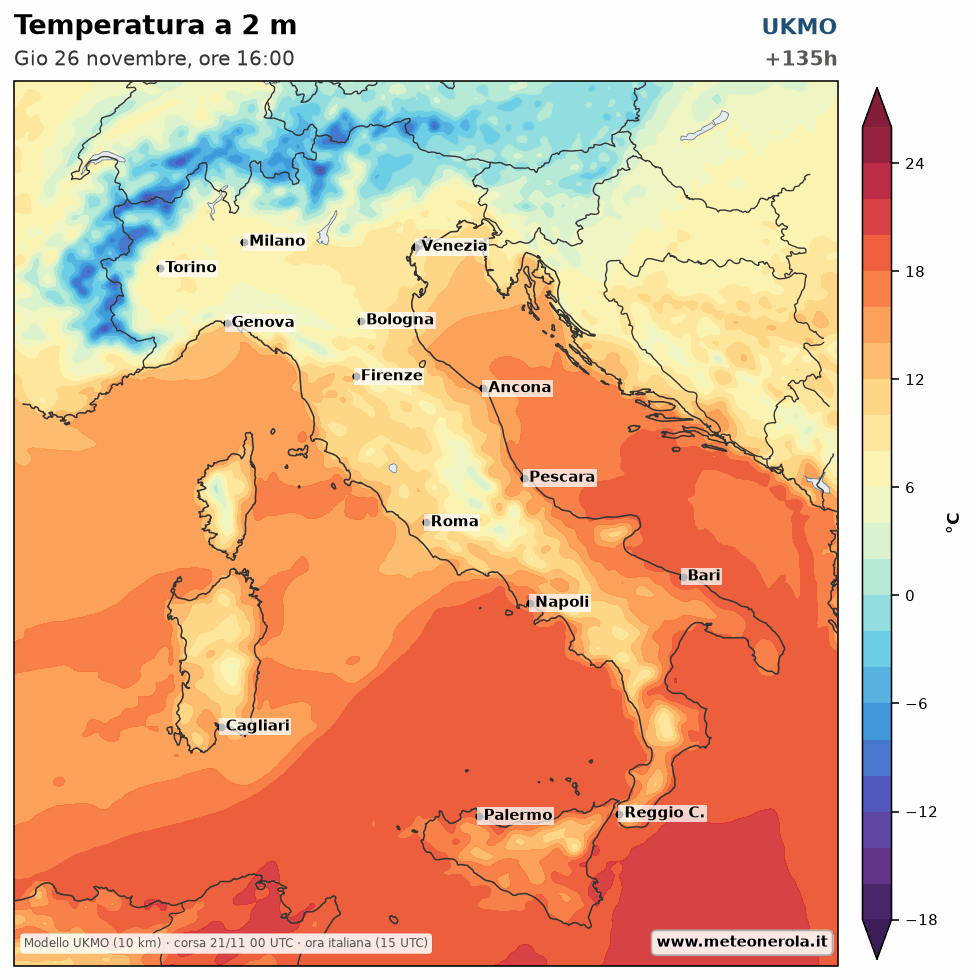 Temperatura a 2 m
UKMO
Gio 26 novembre, ore 16:00
+135h
Milano
Venezia
Torino
Genova
Bologna
Firenze
Ancona
Pescara
Roma
Bari
Napoli
Cagliari
Palermo
Reggio C.
24
18
12
6
0
−6
−12
−18
°C
Modello UKMO (10 km) · corsa 21/11 00 UTC · ora italiana (15 UTC)
www.meteonerola.it